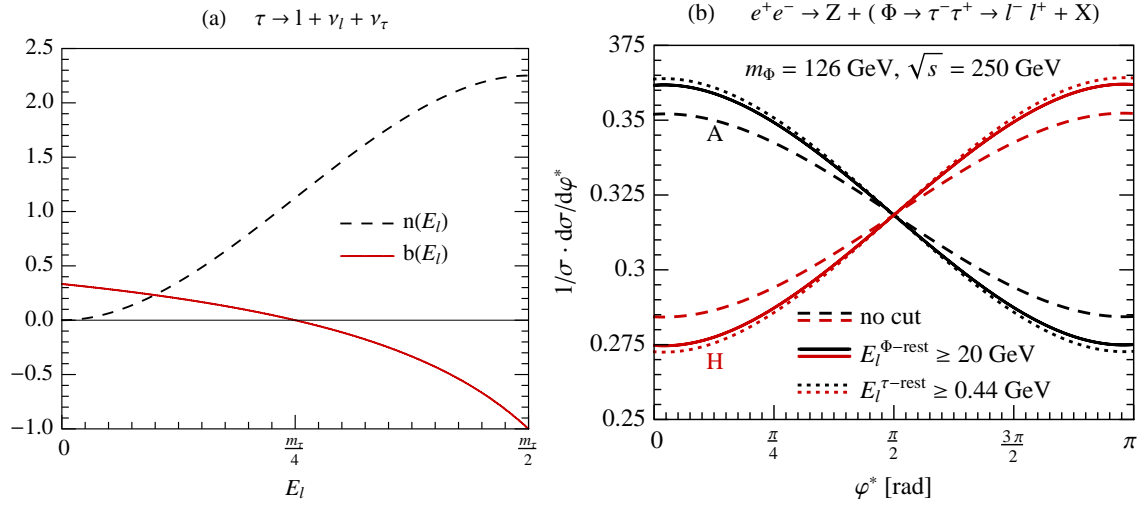 (a) τ → l + ν_l + ν_τ
2.5
2.0
1.5
1.0
0.5
0.0
−0.5
−1.0
n(E_l)
b(E_l)
0
m_τ/4
m_τ/2
E_l
(b) e⁺e⁻ → Z + ( Φ → τ⁻τ⁺ → l⁻ l⁺ + X)
m_Φ = 126 GeV, √s = 250 GeV
375
0.35
0.325
0.3
0.275
0.25
1/σ · dσ/dφ*
A
H
no cut
E_l^{Φ−rest} ≥ 20 GeV
E_l^{τ−rest} ≥ 0.44 GeV
0
π/4
π/2
3π/2
π
φ* [rad]